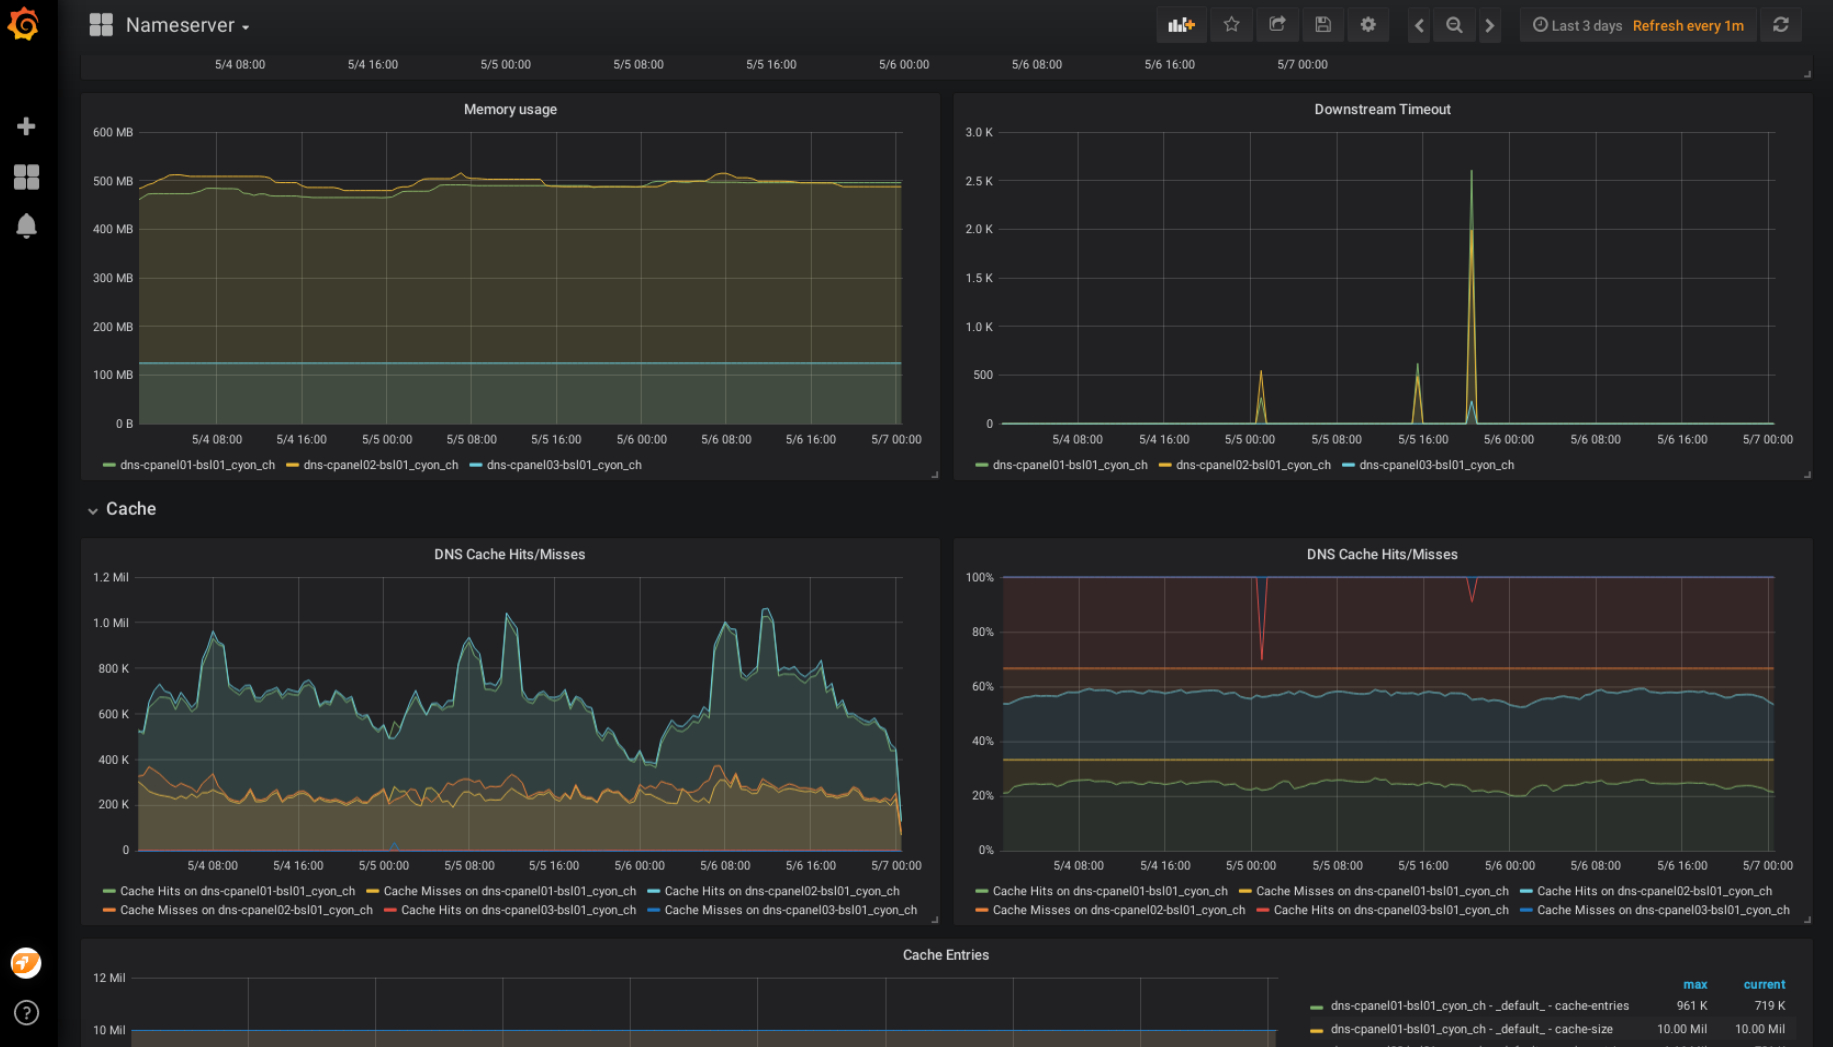 Nameserver
Last 3 days Refresh every 1m
5/4 08:00 5/4 16:00 5/5 00:00 5/5 08:00 5/5 16:00 5/6 00:00 5/6 08:00 5/6 16:00 5/7 00:00
Memory usage
600 MB
500 MB
400 MB
300 MB
200 MB
100 MB
0 B
5/4 08:00 5/4 16:00 5/5 00:00 5/5 08:00 5/5 16:00 5/6 00:00 5/6 08:00 5/6 16:00 5/7 00:00
dns-cpanel01-bsl01_cyon_ch dns-cpanel02-bsl01_cyon_ch dns-cpanel03-bsl01_cyon_ch
Downstream Timeout
3.0 K
2.5 K
2.0 K
1.5 K
1.0 K
500
0
5/4 08:00 5/4 16:00 5/5 00:00 5/5 08:00 5/5 16:00 5/6 00:00 5/6 08:00 5/6 16:00 5/7 00:00
dns-cpanel01-bsl01_cyon_ch dns-cpanel02-bsl01_cyon_ch dns-cpanel03-bsl01_cyon_ch
Cache
DNS Cache Hits/Misses
1.2 Mil
1.0 Mil
800 K
600 K
400 K
200 K
0
5/4 08:00 5/4 16:00 5/5 00:00 5/5 08:00 5/5 16:00 5/6 00:00 5/6 08:00 5/6 16:00 5/7 00:00
Cache Hits on dns-cpanel01-bsl01_cyon_ch Cache Misses on dns-cpanel01-bsl01_cyon_ch Cache Hits on dns-cpanel02-bsl01_cyon_ch
Cache Misses on dns-cpanel02-bsl01_cyon_ch Cache Hits on dns-cpanel03-bsl01_cyon_ch Cache Misses on dns-cpanel03-bsl01_cyon_ch
DNS Cache Hits/Misses
100%
80%
60%
40%
20%
0%
5/4 08:00 5/4 16:00 5/5 00:00 5/5 08:00 5/5 16:00 5/6 00:00 5/6 08:00 5/6 16:00 5/7 00:00
Cache Hits on dns-cpanel01-bsl01_cyon_ch Cache Misses on dns-cpanel01-bsl01_cyon_ch Cache Hits on dns-cpanel02-bsl01_cyon_ch
Cache Misses on dns-cpanel02-bsl01_cyon_ch Cache Hits on dns-cpanel03-bsl01_cyon_ch Cache Misses on dns-cpanel03-bsl01_cyon_ch
Cache Entries
12 Mil
10 Mil
max current
dns-cpanel01-bsl01_cyon_ch - _default_ - cache-entries 961 K 719 K
dns-cpanel01-bsl01_cyon_ch - _default_ - cache-size 10.00 Mil 10.00 Mil